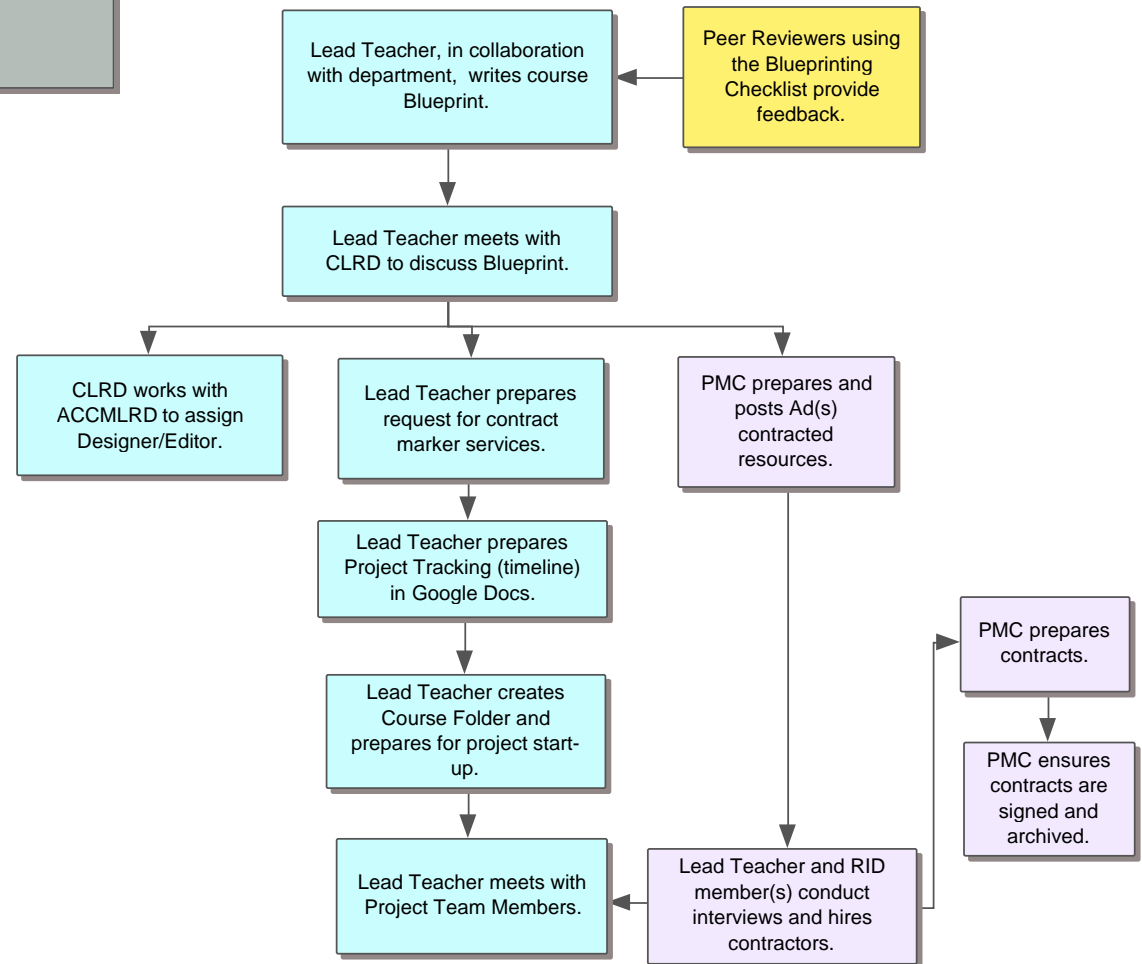 Lead Teacher, in collaboration
with department,  writes course
Blueprint.
Peer Reviewers using
the Blueprinting
Checklist provide
feedback.
Lead Teacher meets with
CLRD to discuss Blueprint.
CLRD works with
ACCMLRD to assign
Designer/Editor.
Lead Teacher prepares
request for contract
marker services.
PMC prepares and
posts Ad(s)
contracted
resources.
Lead Teacher prepares
Project Tracking (timeline)
in Google Docs.
PMC prepares
contracts.
Lead Teacher creates
Course Folder and
prepares for project start-
up.
PMC ensures
contracts are
signed and
archived.
Lead Teacher meets with
Project Team Members.
Lead Teacher and RID
member(s) conduct
interviews and hires
contractors.